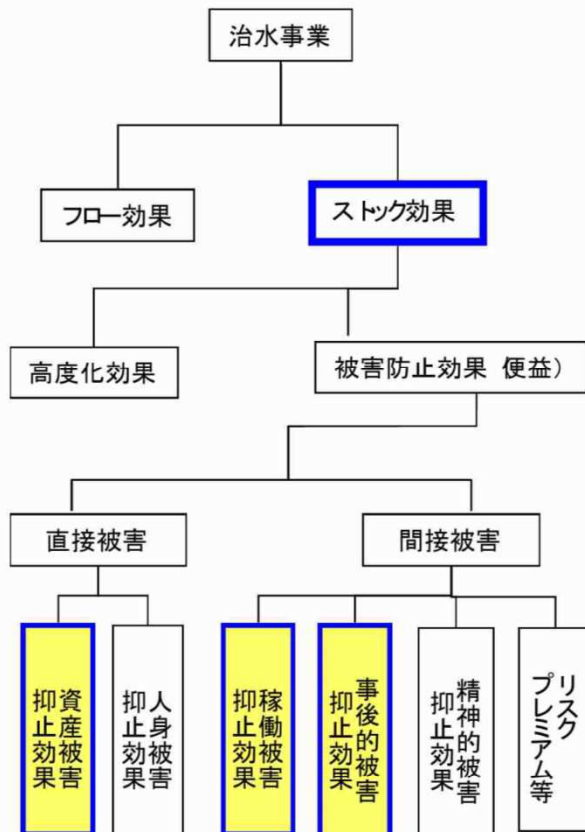 治水事業
フロー効果
ストック効果
高度化効果
被害防止効果 便益）
直接被害
間接被害
資産被害
抑止効果
人身被害
抑止効果
稼働被害
抑止効果
事後的被害
抑止効果
精神的被害
抑止効果
リスク
プレミアム等